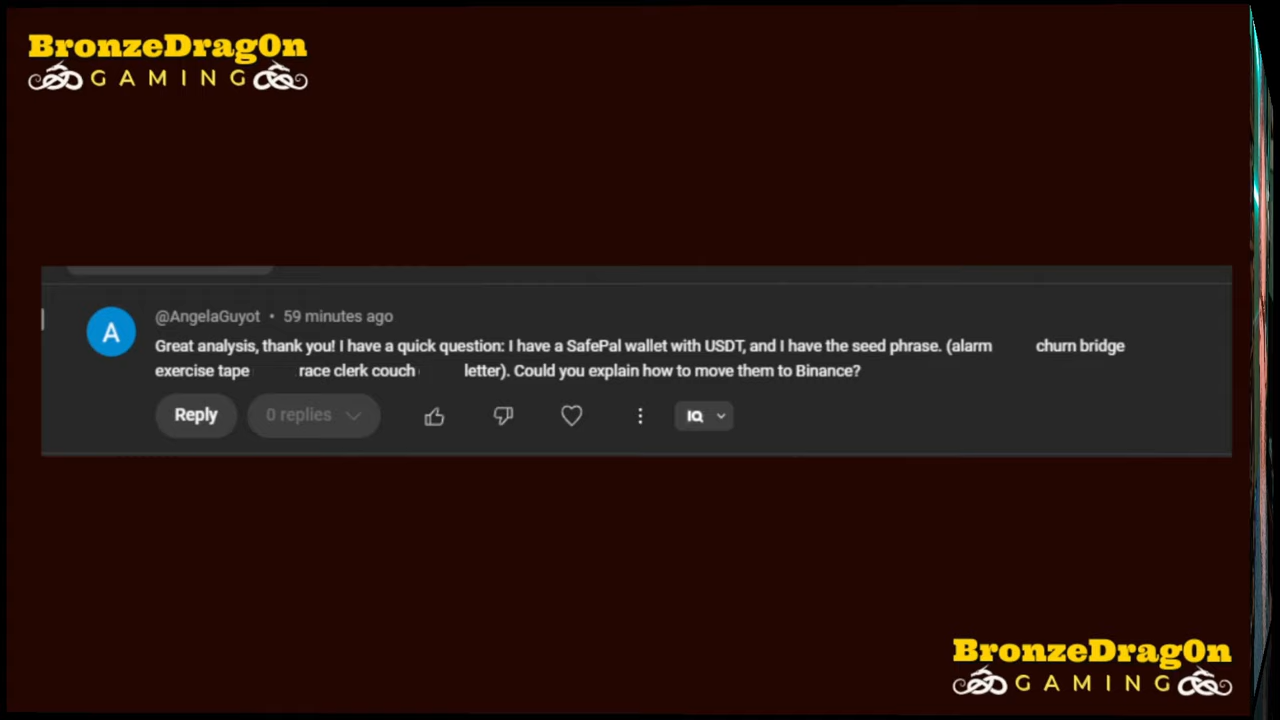 BronzeDrag0n
GAMING
@AngelaGuyot • 59 minutes ago
Great analysis, thank you! I have a quick question: I have a SafePal wallet with USDT, and I have the seed phrase. (alarm churn bridge
exercise tape race clerk couch letter). Could you explain how to move them to Binance?
A
Reply
0 replies
IQ
BronzeDrag0n
GAMING